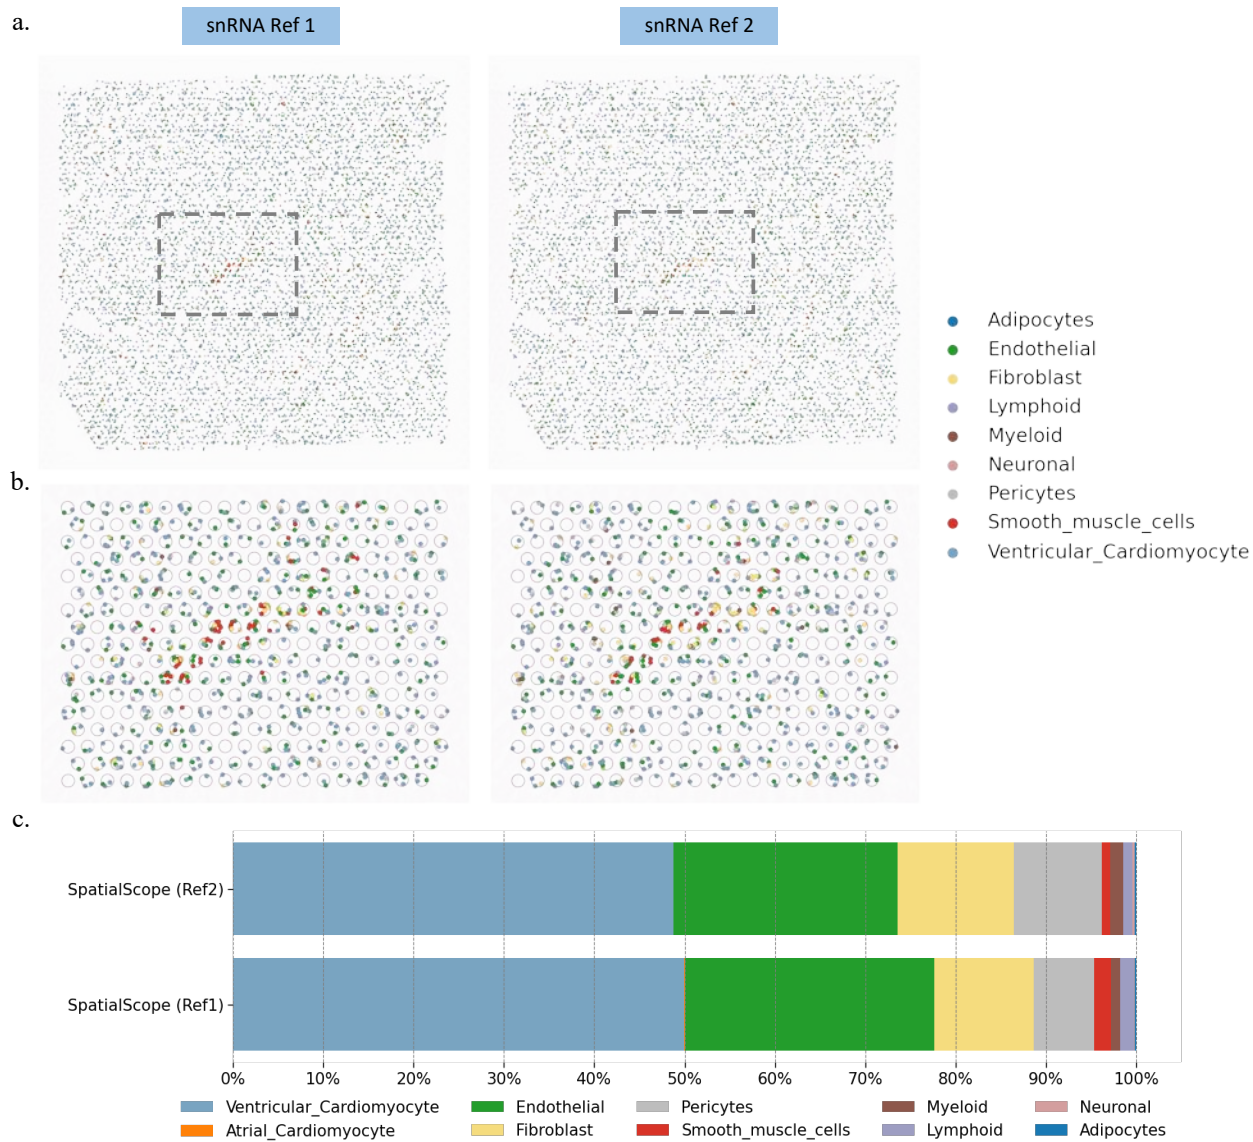 a.
snRNA Ref 1
snRNA Ref 2
Adipocytes
Endothelial
Fibroblast
Lymphoid
Myeloid
Neuronal
Pericytes
Smooth_muscle_cells
Ventricular_Cardiomyocyte
b.
c.
SpatialScope (Ref2)
SpatialScope (Ref1)
0% 10% 20% 30% 40% 50% 60% 70% 80% 90% 100%
Ventricular_Cardiomyocyte Endothelial Pericytes Myeloid Neuronal
Atrial_Cardiomyocyte Fibroblast Smooth_muscle_cells Lymphoid Adipocytes